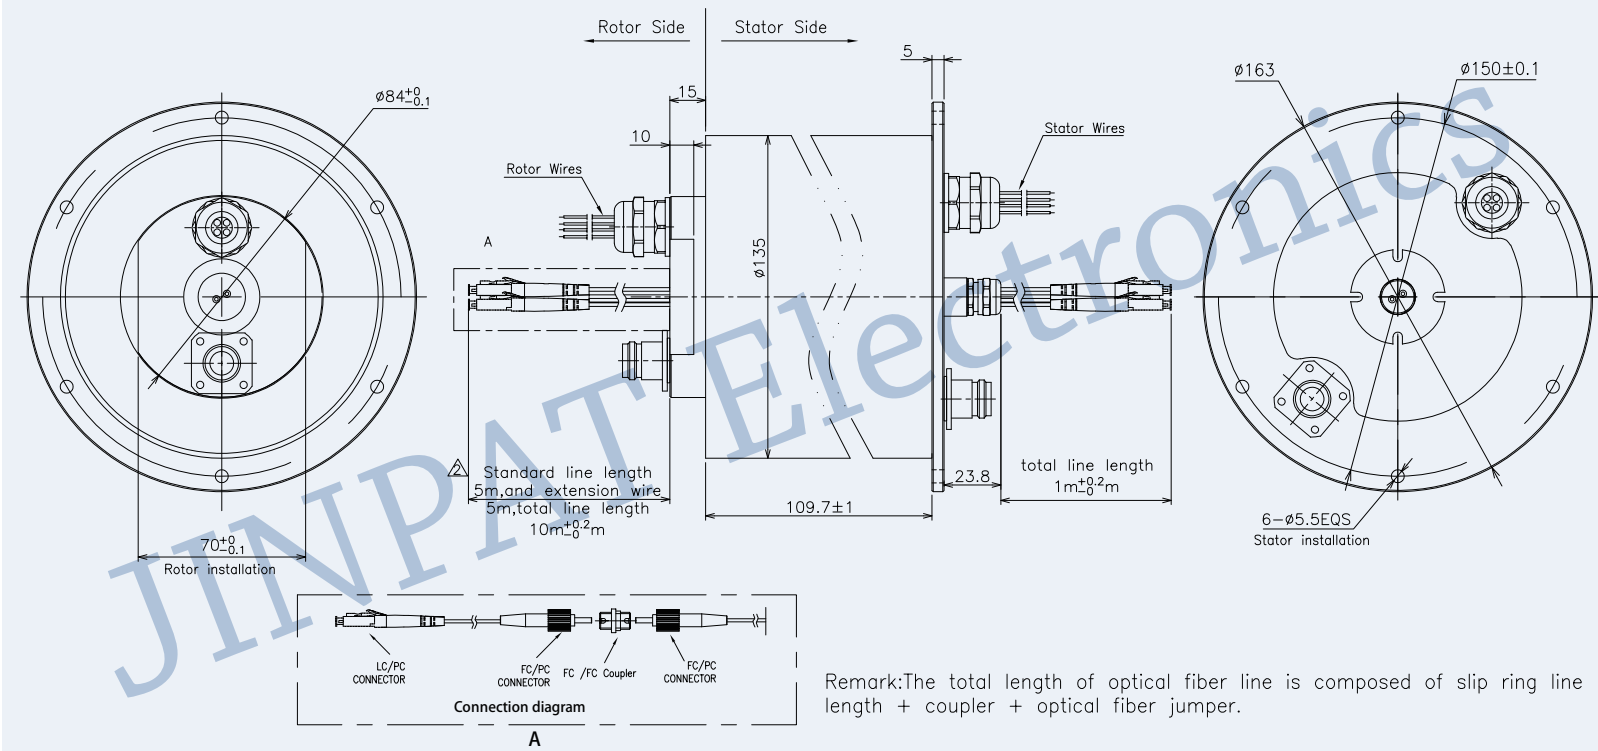 Rotor Side
Stator Side
5
15
10
ø84+0-0.1
ø163
ø150±0.1
Rotor Wires
Stator Wires
A
ø135
2
Standard line length
5m,and extension wire
5m,total line length
10m+0.2-0m
23.8
total line length
1m+0.2-0m
109.7±1
6-ø5.5EQS
Stator installation
70+0-0.1
Rotor installation
JINPAT Electronics
LC/PC
CONNECTOR
FC/PC
CONNECTOR
FC /FC Coupler
FC/PC
CONNECTOR
Connection diagram
A
Remark:The total length of optical fiber line is composed of slip ring line
length + coupler + optical fiber jumper.